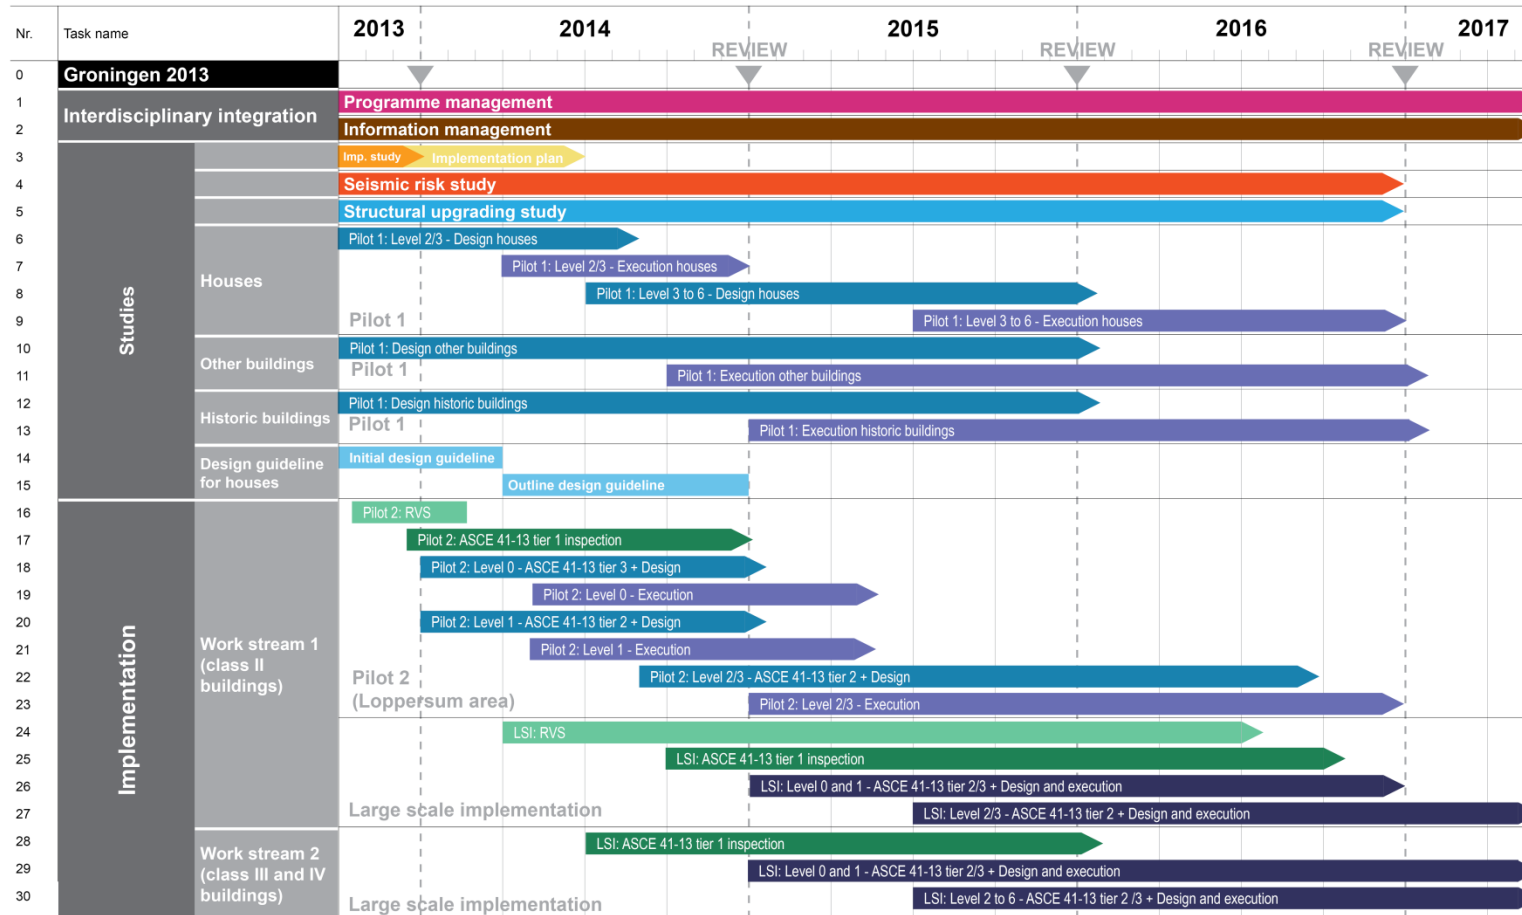 Nr. Task name 2013 2014 2015 2016 2017
REVIEW REVIEW REVIEW
0 Groningen 2013
1 Programme management
Interdisciplinary integration
2 Information management
3 Imp. study Implementation plan
4 Seismic risk study
5 Structural upgrading study
6 Pilot 1: Level 2/3 - Design houses
7 Pilot 1: Level 2/3 - Execution houses
Houses
8 Pilot 1: Level 3 to 6 - Design houses
9 Pilot 1 Pilot 1: Level 3 to 6 - Execution houses
Studies
10 Pilot 1: Design other buildings
Other buildings
Pilot 1
11 Pilot 1: Execution other buildings
12 Pilot 1: Design historic buildings
Historic buildings
Pilot 1
13 Pilot 1: Execution historic buildings
14 Initial design guideline
Design guideline
for houses
15 Outline design guideline
16 Pilot 2: RVS
17 Pilot 2: ASCE 41-13 tier 1 inspection
18 Pilot 2: Level 0 - ASCE 41-13 tier 3 + Design
19 Pilot 2: Level 0 - Execution
20 Pilot 2: Level 1 - ASCE 41-13 tier 2 + Design
21 Pilot 2: Level 1 - Execution
Work stream 1
(class II
buildings)
22 Pilot 2: Level 2/3 - ASCE 41-13 tier 2 + Design
Pilot 2
(Loppersum area)
23 Pilot 2: Level 2/3 - Execution
Implementation
24 LSI: RVS
25 LSI: ASCE 41-13 tier 1 inspection
26 LSI: Level 0 and 1 - ASCE 41-13 tier 2/3 + Design and execution
Large scale implementation
27 LSI: Level 2/3 - ASCE 41-13 tier 2 + Design and execution
28 LSI: ASCE 41-13 tier 1 inspection
Work stream 2
(class III and IV
buildings)
29 LSI: Level 0 and 1 - ASCE 41-13 tier 2/3 + Design and execution
30 LSI: Level 2 to 6 - ASCE 41-13 tier 2 /3 + Design and execution
Large scale implementation